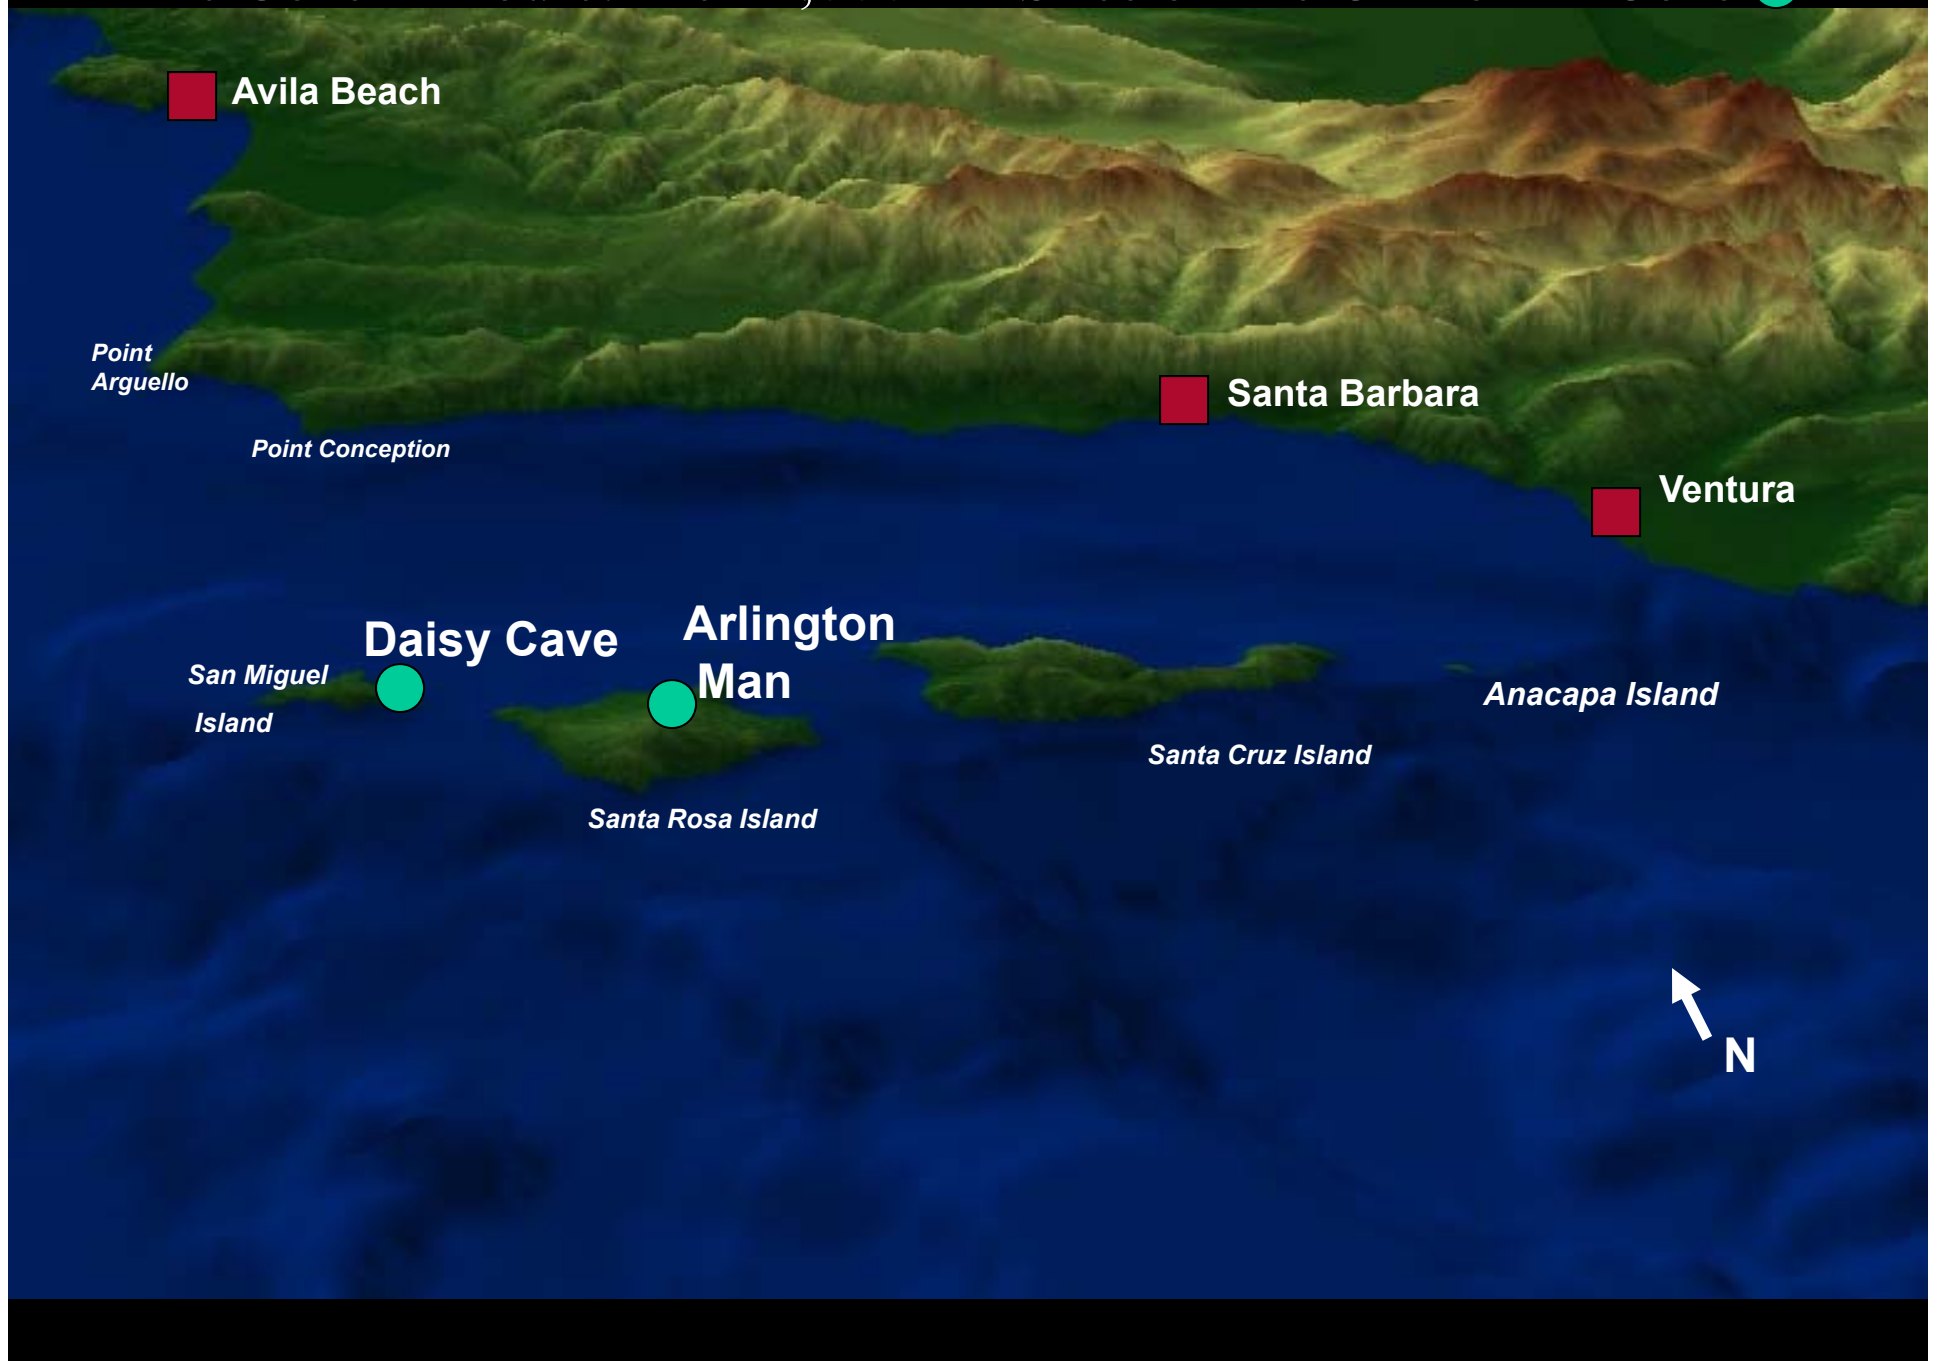 Avila Beach
Point
Arguello
Santa Barbara
Point Conception
Ventura
Daisy Cave
Arlington
Man
San Miguel
Island
Anacapa Island
Santa Cruz Island
Santa Rosa Island
N